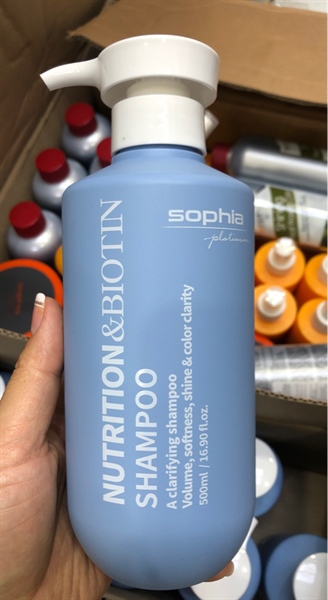 sophia
platinum
NUTRITION&BIOTIN
SHAMPOO
A clarifying shampoo
Volume, softness, shine & color clarity
500ml / 16.90 fl.oz.